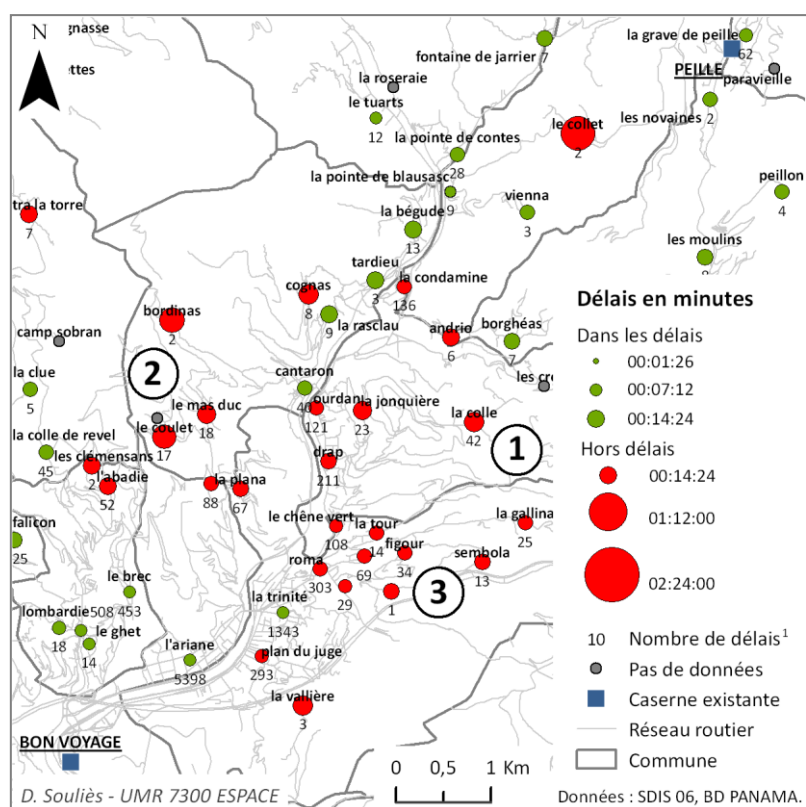 N
gnasse
ettes
fontaine de jarrier
7
la grave de peille
62
PEILLE
paravieille
la roseraie
le tuarts
12
le collet
2
les novaines
2
la pointe de contes
28
la pointe de blausasc
9
vienna
3
peillon
4
tra la torre
7
la bégude
13
les moulins
tardieu
3
la condamine
136
cognas
8
bordinas
2
la rasclau
9
andrio
6
borghéas
7
camp sobran
les cre
la clue
5
2
cantaron
40
ourdan
121
la jonquière
23
la colle
42
le mas duc
18
le coulet
17
1
la colle de revel
45
les clémensans
2
l'abadie
52
drap
211
la plana
88
67
falicon
25
le chêne vert
108
la tour
14
la gallina
25
figour
34
69
sembola
13
roma
303
29
1
3
le brec
453
508
lombardie
18
le ghet
14
la trinité
1343
l'ariane
5398
plan du juge
293
la vallière
3
BON VOYAGE
D. Souliès - UMR 7300 ESPACE
0 0,5 1 Km
Délais en minutes
Dans les délais
00:01:26
00:07:12
00:14:24
Hors délais
00:14:24
01:12:00
02:24:00
10 Nombre de délais¹
Pas de données
Caserne existante
Réseau routier
Commune
Données : SDIS 06, BD PANAMA.